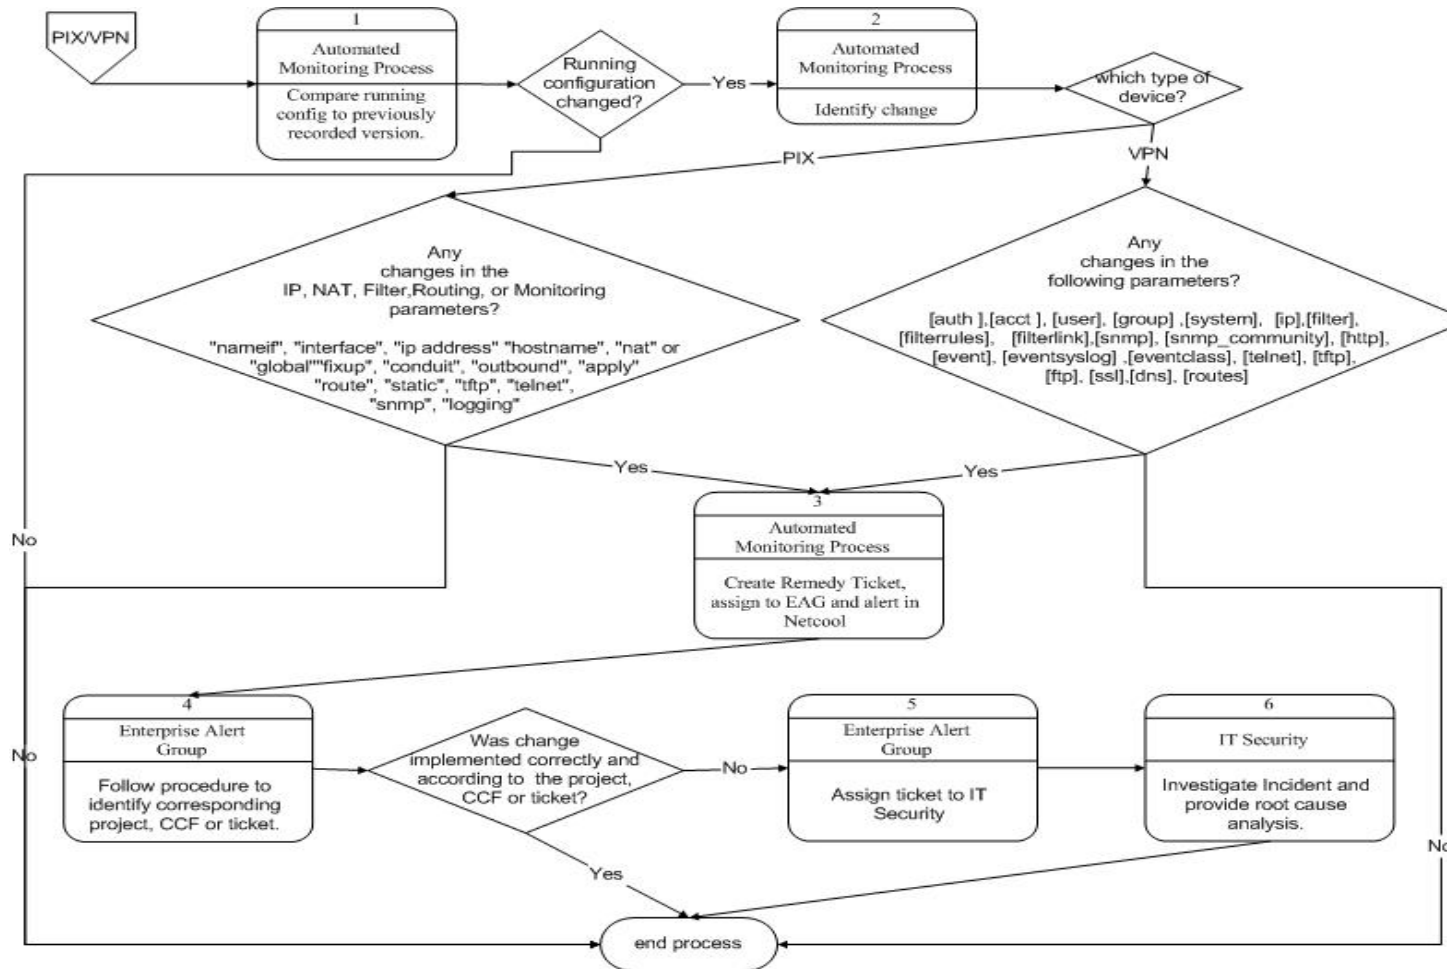 PIX/VPN
1
Automated
Monitoring Process
Compare running
config to previously
recorded version.
Running
configuration
changed?
Yes
2
Automated
Monitoring Process
Identify change
which type of
device?
PIX
VPN
Any
changes in the
IP, NAT, Filter,Routing, or Monitoring
parameters?
"nameif", "interface", "ip address" "hostname", "nat" or
"global""fixup", "conduit", "outbound", "apply"
"route", "static", "tftp", "telnet",
"snmp", "logging"
Any
changes in the
following parameters?
[auth ],[acct ], [user], [group] ,[system], [ip],[filter],
[filterrules], [filterlink],[snmp], [snmp_community], [http],
[event], [eventsyslog] ,[eventclass], [telnet], [tftp],
[ftp], [ssl],[dns], [routes]
Yes
Yes
No
3
Automated
Monitoring Process
Create Remedy Ticket,
assign to EAG and alert in
Netcool
4
Enterprise Alert
Group
Follow procedure to
identify corresponding
project, CCF or ticket.
No
Was change
implemented correctly and
according to the project,
CCF or ticket?
No
5
Enterprise Alert
Group
Assign ticket to IT
Security
6
IT Security
Investigate Incident and
provide root cause
analysis.
No
Yes
end process